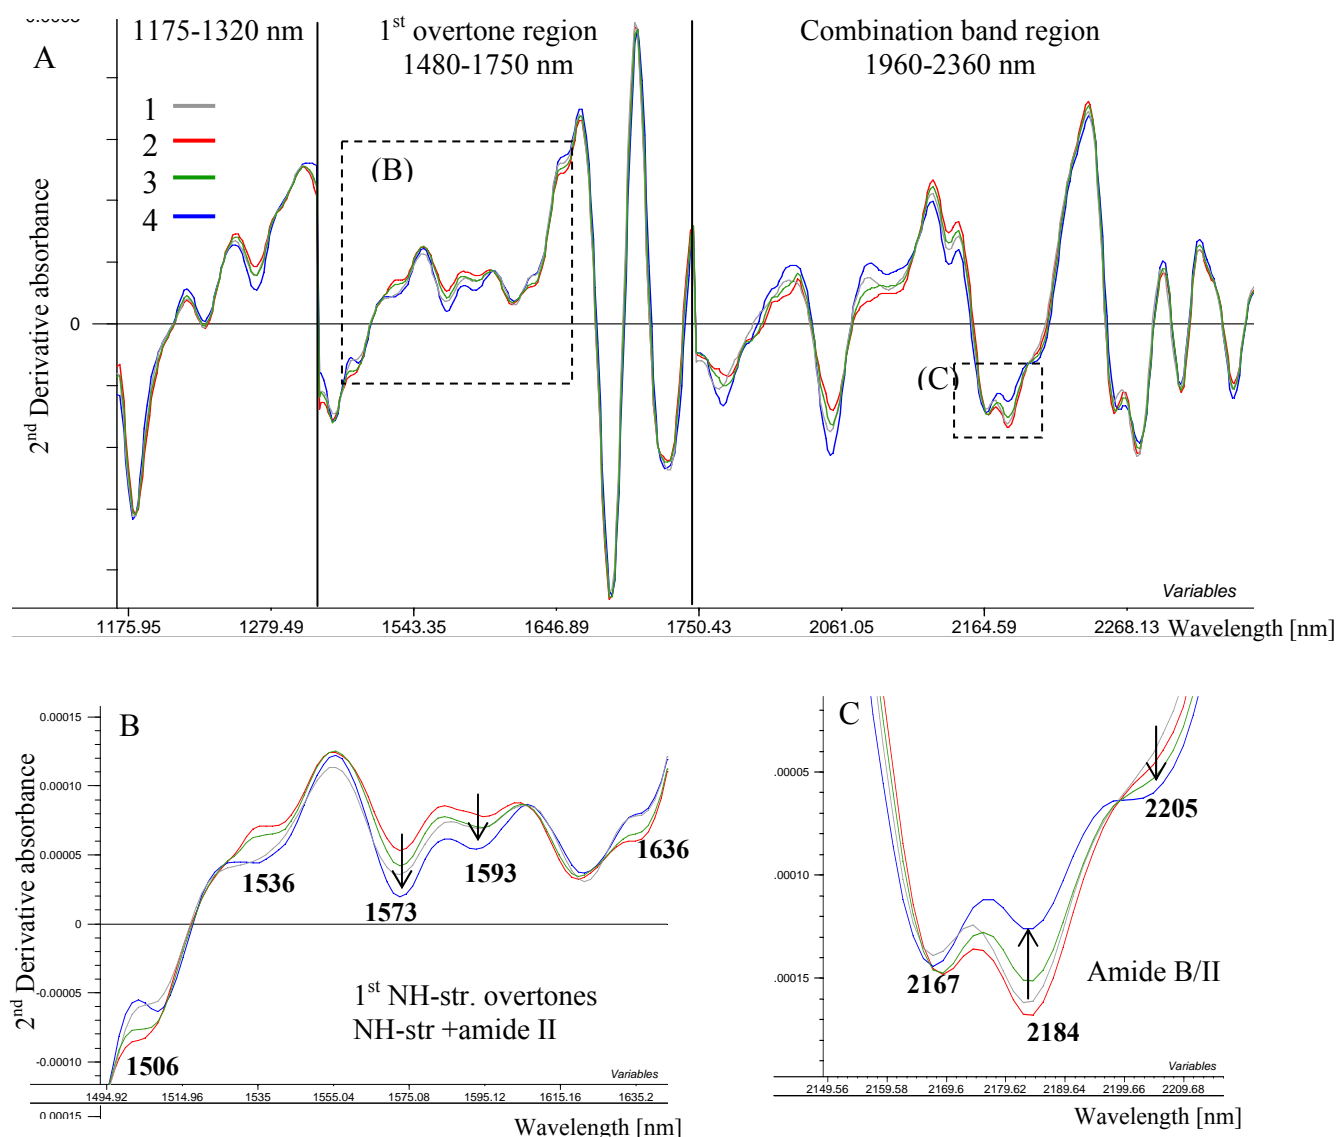 A
1175-1320 nm
1st overtone region
1480-1750 nm
Combination band region
1960-2360 nm
1
2
3
4
(B)
(C)
2nd Derivative absorbance
0
Variables
1175.95 1279.49 1543.35 1646.89 1750.43 2061.05 2164.59 2268.13
Wavelength [nm]
B
2nd Derivative absorbance
0.00015
0.00010
0.00005
0
-0.00005
-0.00010
0.00015
1506
1536
1573
1593
1636
1st NH-str. overtones
NH-str +amide II
Variables
1494.92 1514.96 1535 1555.04 1575.08 1595.12 1615.16 1635.2
Wavelength [nm]
C
.00005
.00010
.00015
2167
2184
2205
Amide B/II
Variables
2149.56 2159.58 2169.6 2179.62 2189.64 2199.66 2209.68
Wavelength [nm]